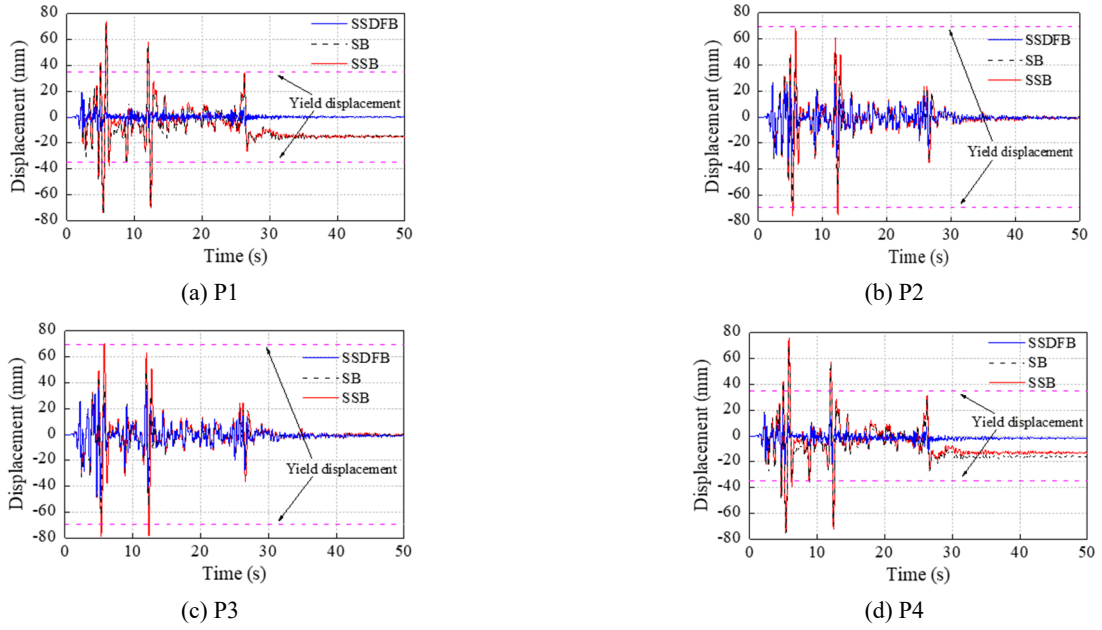 Displacement (mm)
80
60
40
20
0
-20
-40
-60
-80
SSDFB
SB
SSB
Yield displacement
0 10 20 30 40 50
Time (s)
(a) P1
Displacement (mm)
80
60
40
20
0
-20
-40
-60
-80
SSDFB
SB
SSB
Yield displacement
0 10 20 30 40 50
Time (s)
(b) P2
Displacement (mm)
80
60
40
20
0
-20
-40
-60
-80
SSDFB
SB
SSB
Yield displacement
0 10 20 30 40 50
Time (s)
(c) P3
Displacement (mm)
80
60
40
20
0
-20
-40
-60
-80
SSDFB
SB
SSB
Yield displacement
0 10 20 30 40 50
Time (s)
(d) P4